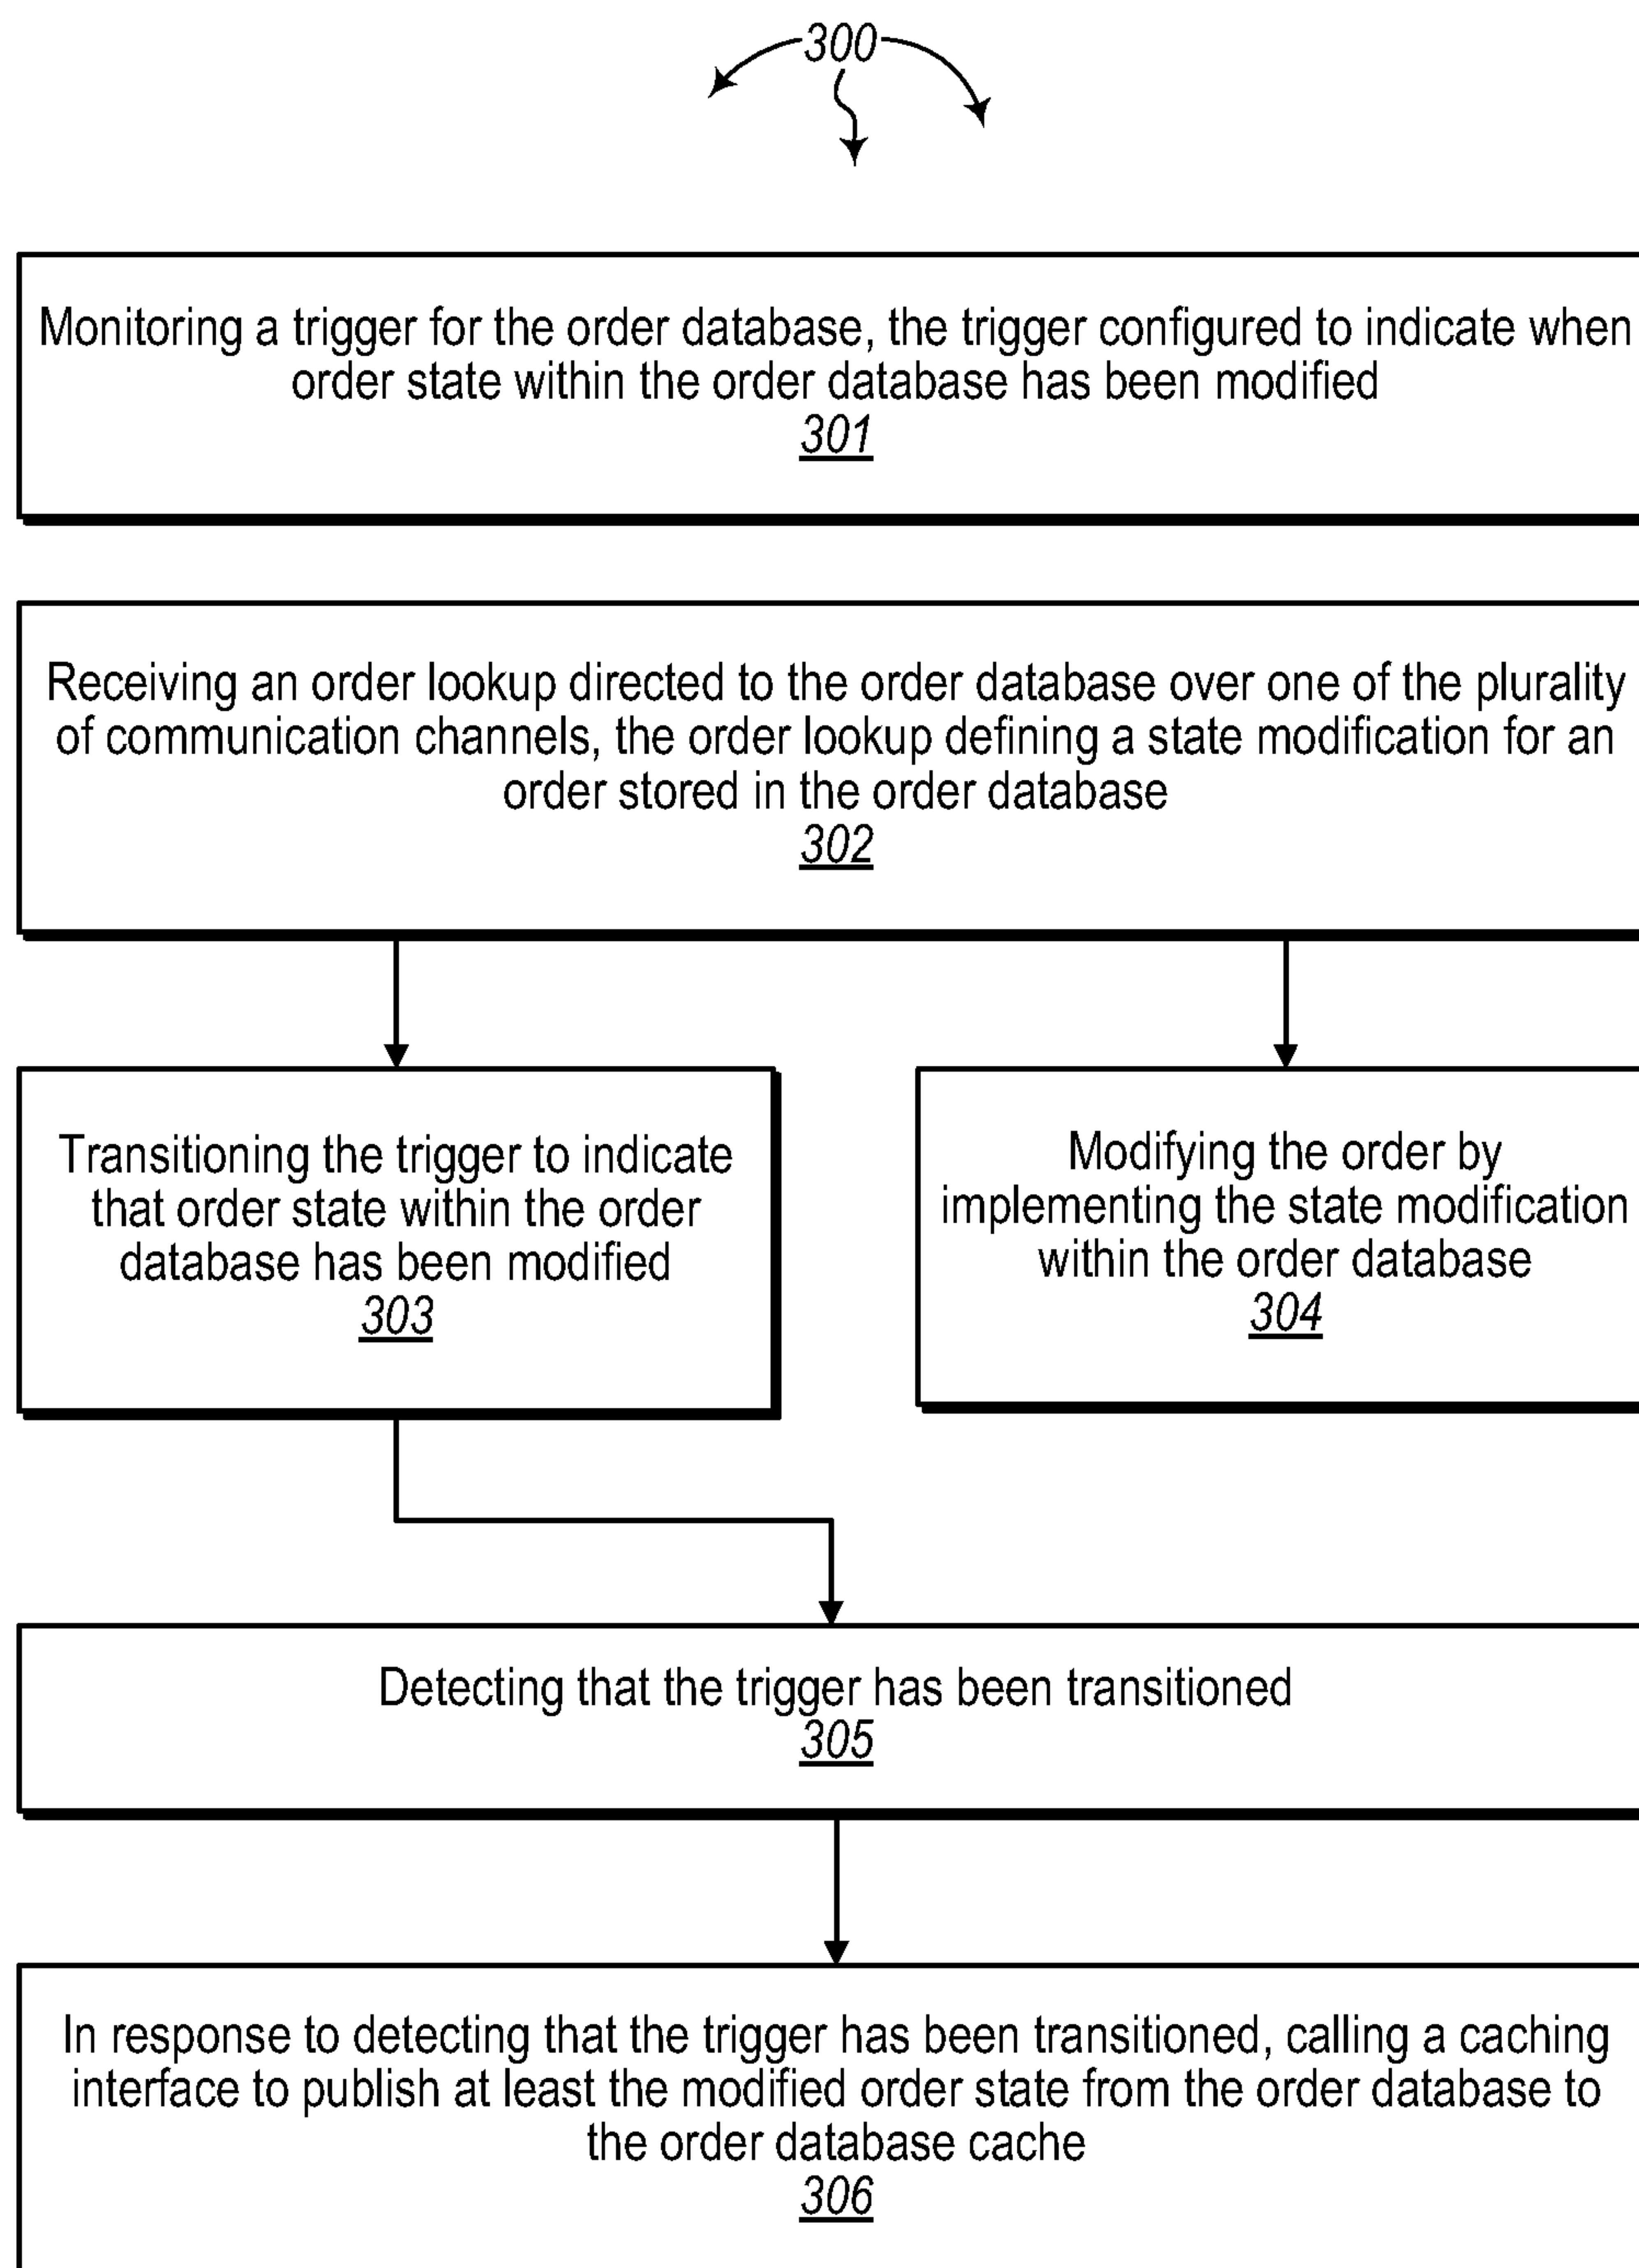 300
Monitoring a trigger for the order database, the trigger configured to indicate when
order state within the order database has been modified
301
Receiving an order lookup directed to the order database over one of the plurality
of communication channels, the order lookup defining a state modification for an
order stored in the order database
302
Transitioning the trigger to indicate
that order state within the order
database has been modified
303
Modifying the order by
implementing the state modification
within the order database
304
Detecting that the trigger has been transitioned
305
In response to detecting that the trigger has been transitioned, calling a caching
interface to publish at least the modified order state from the order database to
the order database cache
306